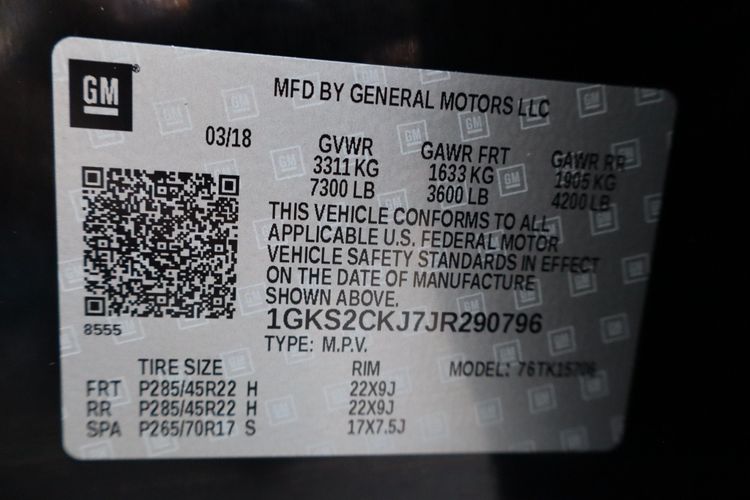 GM
MFD BY GENERAL MOTORS LLC
03/18 GVWR GAWR FRT GAWR RR
3311 KG 1633 KG 1905 KG
7300 LB 3600 LB 4200 LB
THIS VEHICLE CONFORMS TO ALL
APPLICABLE U.S. FEDERAL MOTOR
VEHICLE SAFETY STANDARDS IN EFFECT
ON THE DATE OF MANUFACTURE
SHOWN ABOVE.
8555 1GKS2CKJ7JR290796
TYPE: M.P.V.
TIRE SIZE RIM MODEL: 76TK15706
FRT P285/45R22 H 22X9J
RR P285/45R22 H 22X9J
SPA P265/70R17 S 17X7.5J